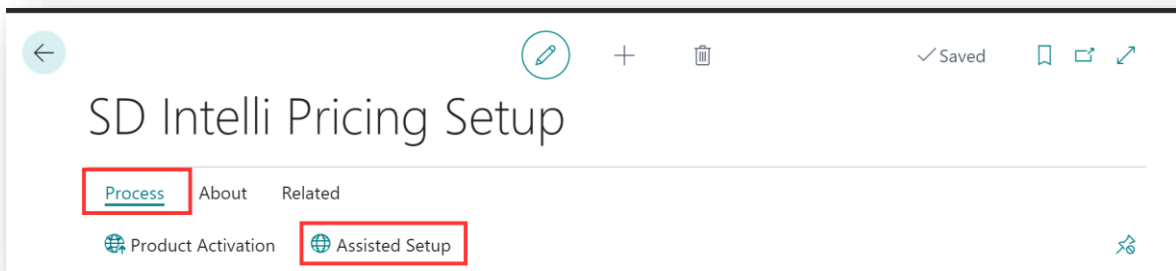 Saved
SD Intelli Pricing Setup
Process About Related
Product Activation Assisted Setup